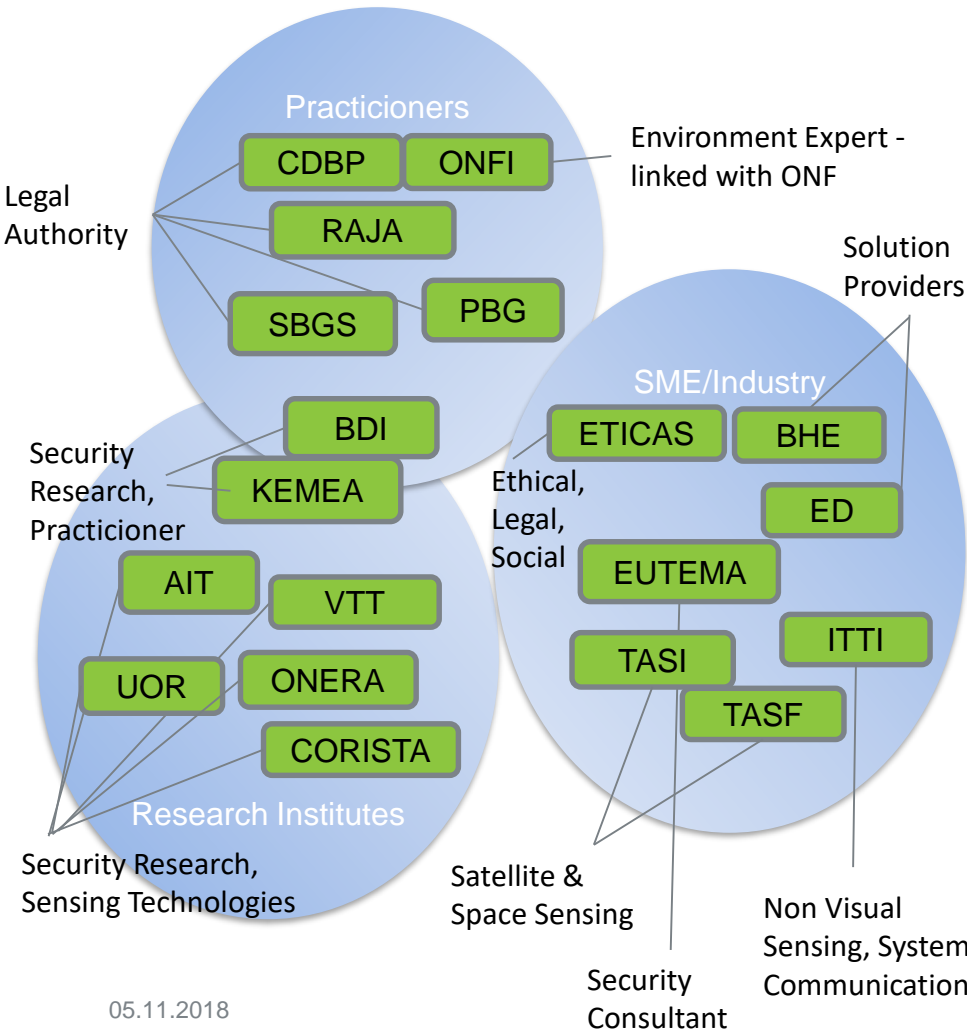 Practicioners
CDBP
ONFI
Environment Expert -
linked with ONF
Legal
Authority
RAJA
SBGS
PBG
Solution
Providers
SME/Industry
ETICAS
BHE
BDI
KEMEA
Security
Research,
Practicioner
Ethical,
Legal,
Social
ED
EUTEMA
AIT
VTT
ITTI
TASI
UOR
ONERA
TASF
CORISTA
Research Institutes
Security Research,
Sensing Technologies
Satellite &
Space Sensing
Non Visual
Sensing, System
Communication
Security
Consultant
05.11.2018